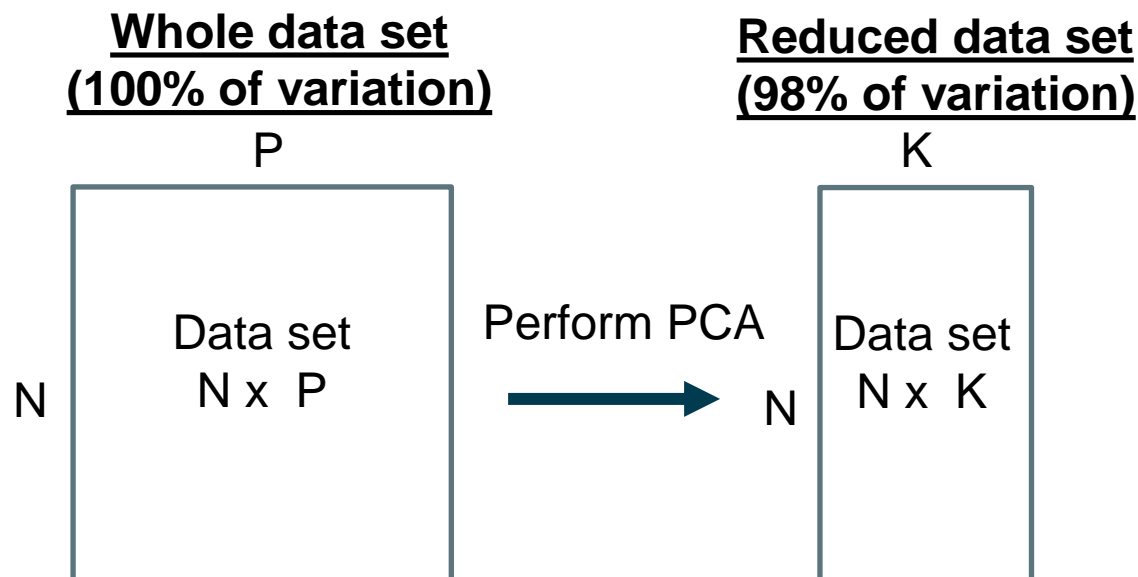 Whole data set
(100% of variation)
P
N
Data set
N x P
Perform PCA
Reduced data set
(98% of variation)
K
N
Data set
N x K